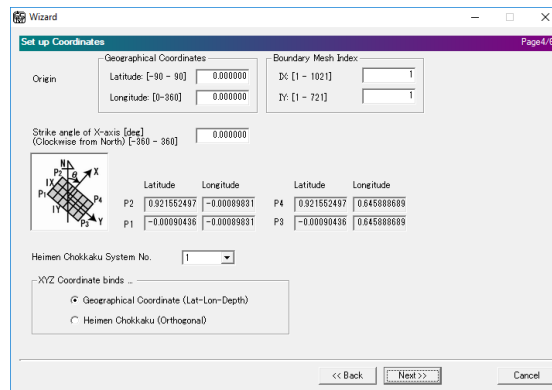 Wizard
Set up Coordinates Page4/6
Geographical Coordinates Boundary Mesh Index
Origin Latitude: [-90 - 90] 0.000000 IX: [1 - 1021] 1
Longitude: [0-360] 0.000000 IY: [1 - 721] 1
Strike angle of X-axis [deg]
(Clockwise from North) [-360 - 360] 0.000000
N
P2 θ X
IX
P1 P4
IY
P3 Y
Latitude Longitude Latitude Longitude
P2 0.921552497 -0.00089831 P4 0.921552497 0.645888689
P1 -0.00090436 -0.00089831 P3 -0.00090436 0.645888689
Heimen Chokkaku System No. 1
XYZ Coordinate binds ...
Geographical Coordinate (Lat-Lon-Depth)
Heimen Chokkaku (Orthogonal)
<< Back Next >> Cancel